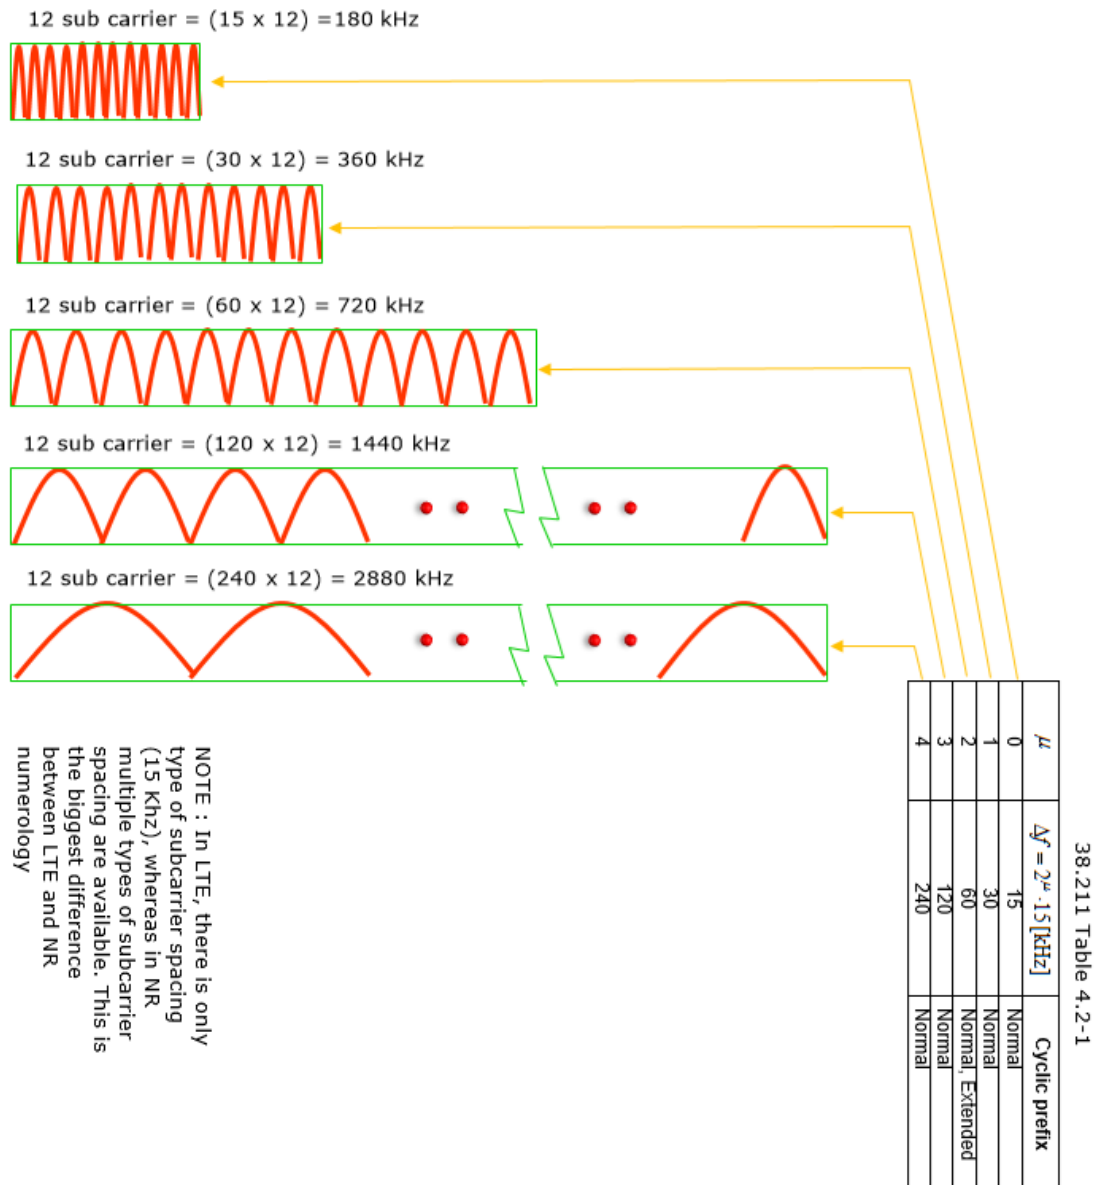 12 sub carrier = (15 x 12) =180 kHz
12 sub carrier = (30 x 12) = 360 kHz
12 sub carrier = (60 x 12) = 720 kHz
12 sub carrier = (120 x 12) = 1440 kHz
12 sub carrier = (240 x 12) = 2880 kHz
38.211 Table 4.2-1
μ Δf = 2^μ · 15 [kHz] Cyclic prefix
0 15 Normal
1 30 Normal
2 60 Normal, Extended
3 120 Normal
4 240 Normal
NOTE : In LTE, there is only
type of subcarrier spacing
(15 Khz), whereas in NR
multiple types of subcarrier
spacing are available. This is
the biggest difference
between LTE and NR
numerology